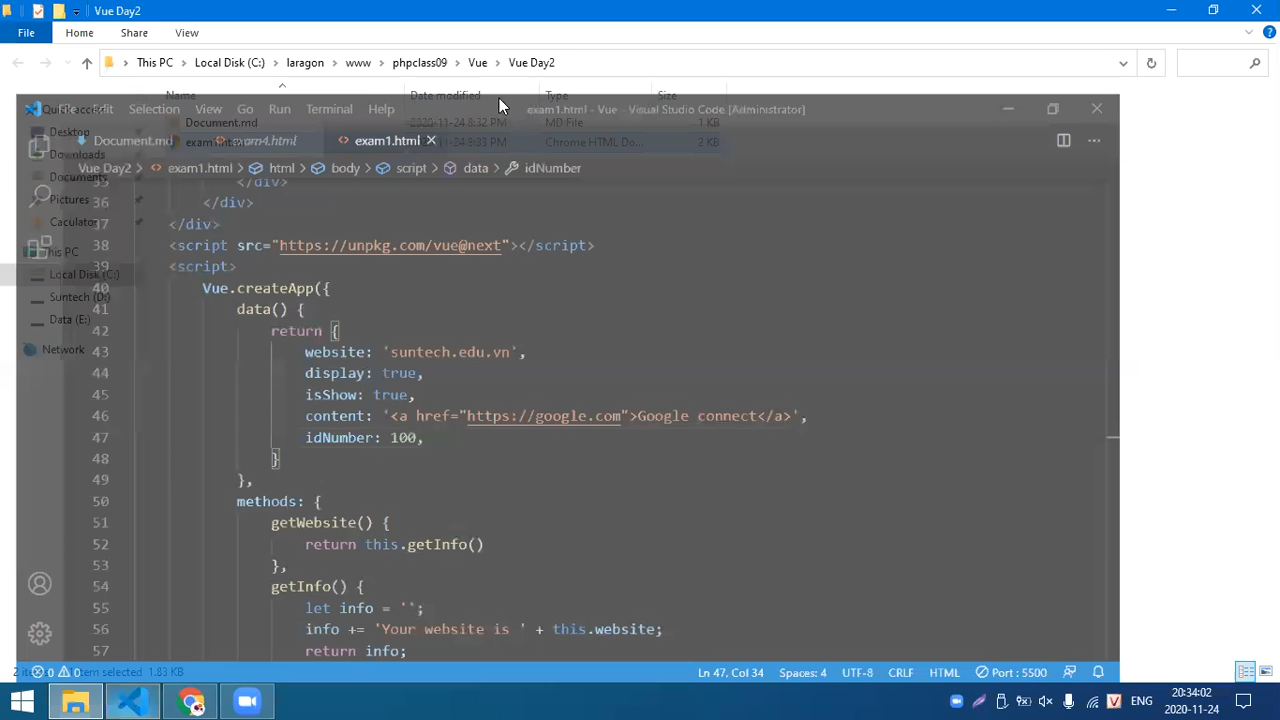 Vue Day2
File Home Share View
This PC Local Disk (C:) laragon www phpclass09 Vue Vue Day2
Name Date modified Type Size
Quick access
File Edit Selection View Go Run Terminal Help exam1.html - Vue - Visual Studio Code [Administrator]
Document.md 2020-11-24 8:32 PM MD File 1 KB
Desktop
Document.md exam4.html exam1.html
exam1.html 2020-11-24 8:33 PM Chrome HTML Do... 2 KB
Downloads
Vue Day2 > exam1.html > html > body > script > data > idNumber
Documents
Pictures
Caculator
This PC
Local Disk (C:)
Suntech (D:)
Data (E:)
Network
35 </div>
36 </div>
37 </div>
38 <script src="https://unpkg.com/vue@next"></script>
39 <script>
40 Vue.createApp({
41 data() {
42 return {
43 website: 'suntech.edu.vn',
44 display: true,
45 isShow: true,
46 content: '<a href="https://google.com">Google connect</a>',
47 idNumber: 100,
48 }
49 },
50 methods: {
51 getWebsite() {
52 return this.getInfo()
53 },
54 getInfo() {
55 let info = '';
56 info += 'Your website is ' + this.website;
57 return info;
2 items 1 item selected 1.83 KB
0 0 Ln 47, Col 34 Spaces: 4 UTF-8 CRLF HTML Port : 5500
ENG 20:34:02
2020-11-24